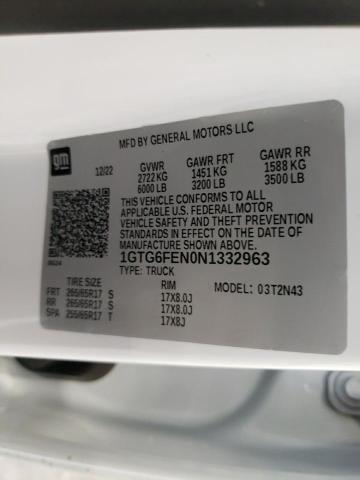 gm
MFD BY GENERAL MOTORS LLC
12/22 GVWR GAWR FRT GAWR RR
2722 KG 1451 KG 1588 KG
6000 LB 3200 LB 3500 LB
THIS VEHICLE CONFORMS TO ALL
APPLICABLE U.S. FEDERAL MOTOR
VEHICLE SAFETY AND THEFT PREVENTION
STANDARDS IN EFFECT ON THE DATE OF
MANUFACTURE SHOWN ABOVE.
1GTG6FEN0N1332963
TYPE: TRUCK
TIRE SIZE RIM MODEL: 03T2N43
FRT 265/65R17 S 17X8.0J
RR 265/65R17 S 17X8.0J
SPA 255/65R17 T 17X8J